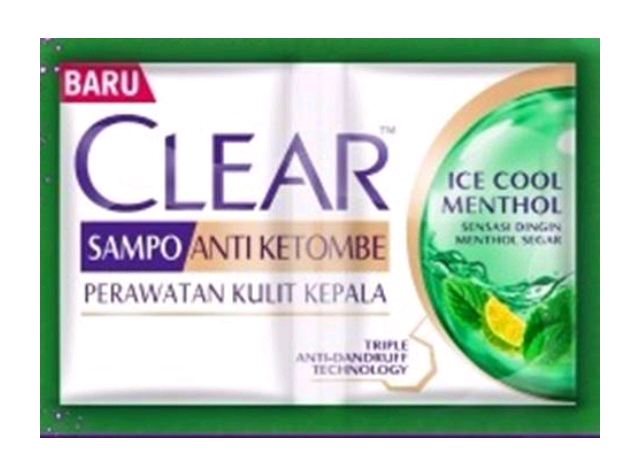 BARU
CLEAR™
SAMPO ANTI KETOMBE
PERAWATAN KULIT KEPALA
ICE COOL
MENTHOL
SENSASI DINGIN
MENTHOL SEGAR
TRIPLE
ANTI-DANDRUFF
TECHNOLOGY